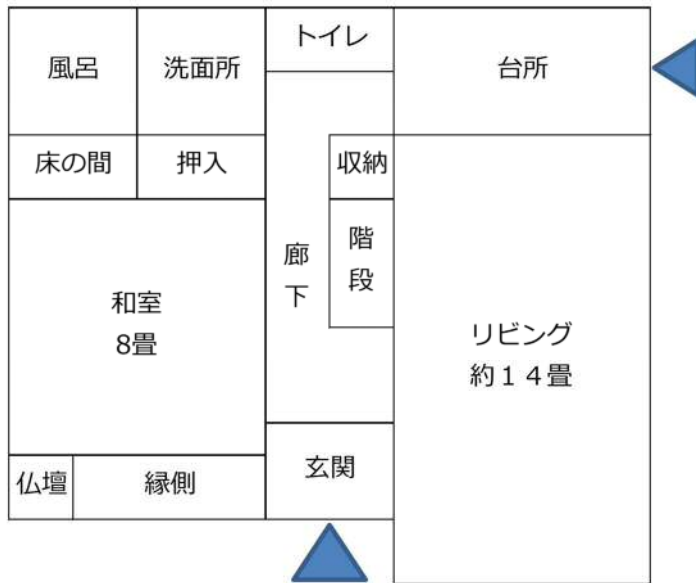 トイレ
風呂
洗面所
台所
床の間
押入
収納
階
段
廊
下
和室
8畳
リビング
約１４畳
仏壇
縁側
玄関